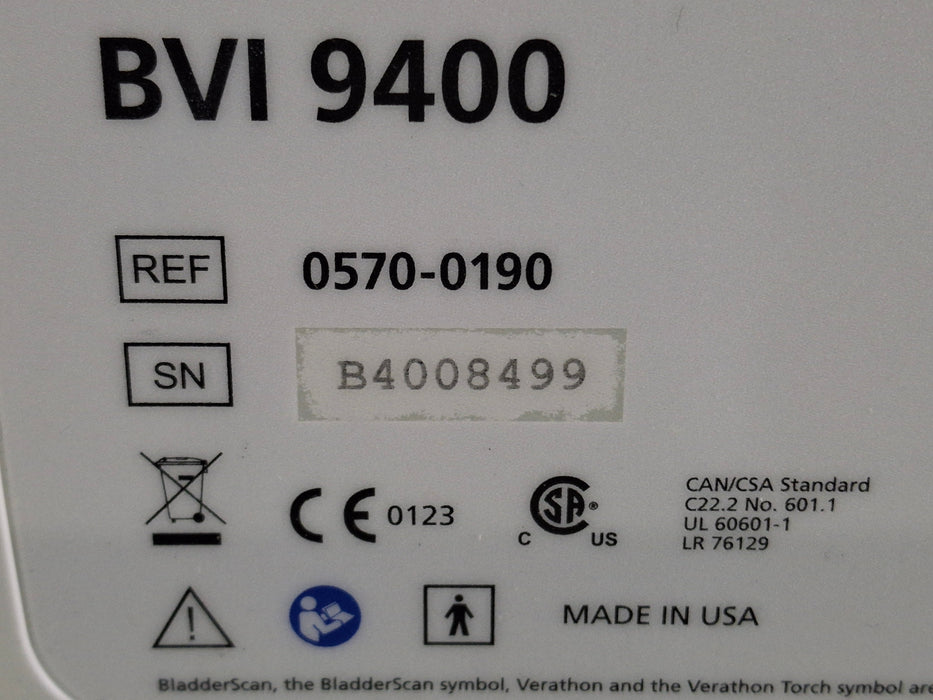 BVI 9400
REF 0570-0190
SN B4008499
CE 0123
CSA®
C US
CAN/CSA Standard
C22.2 No. 601.1
UL 60601-1
LR 76129
MADE IN USA
BladderScan, the BladderScan symbol, Verathon and the Verathon Torch symbol are